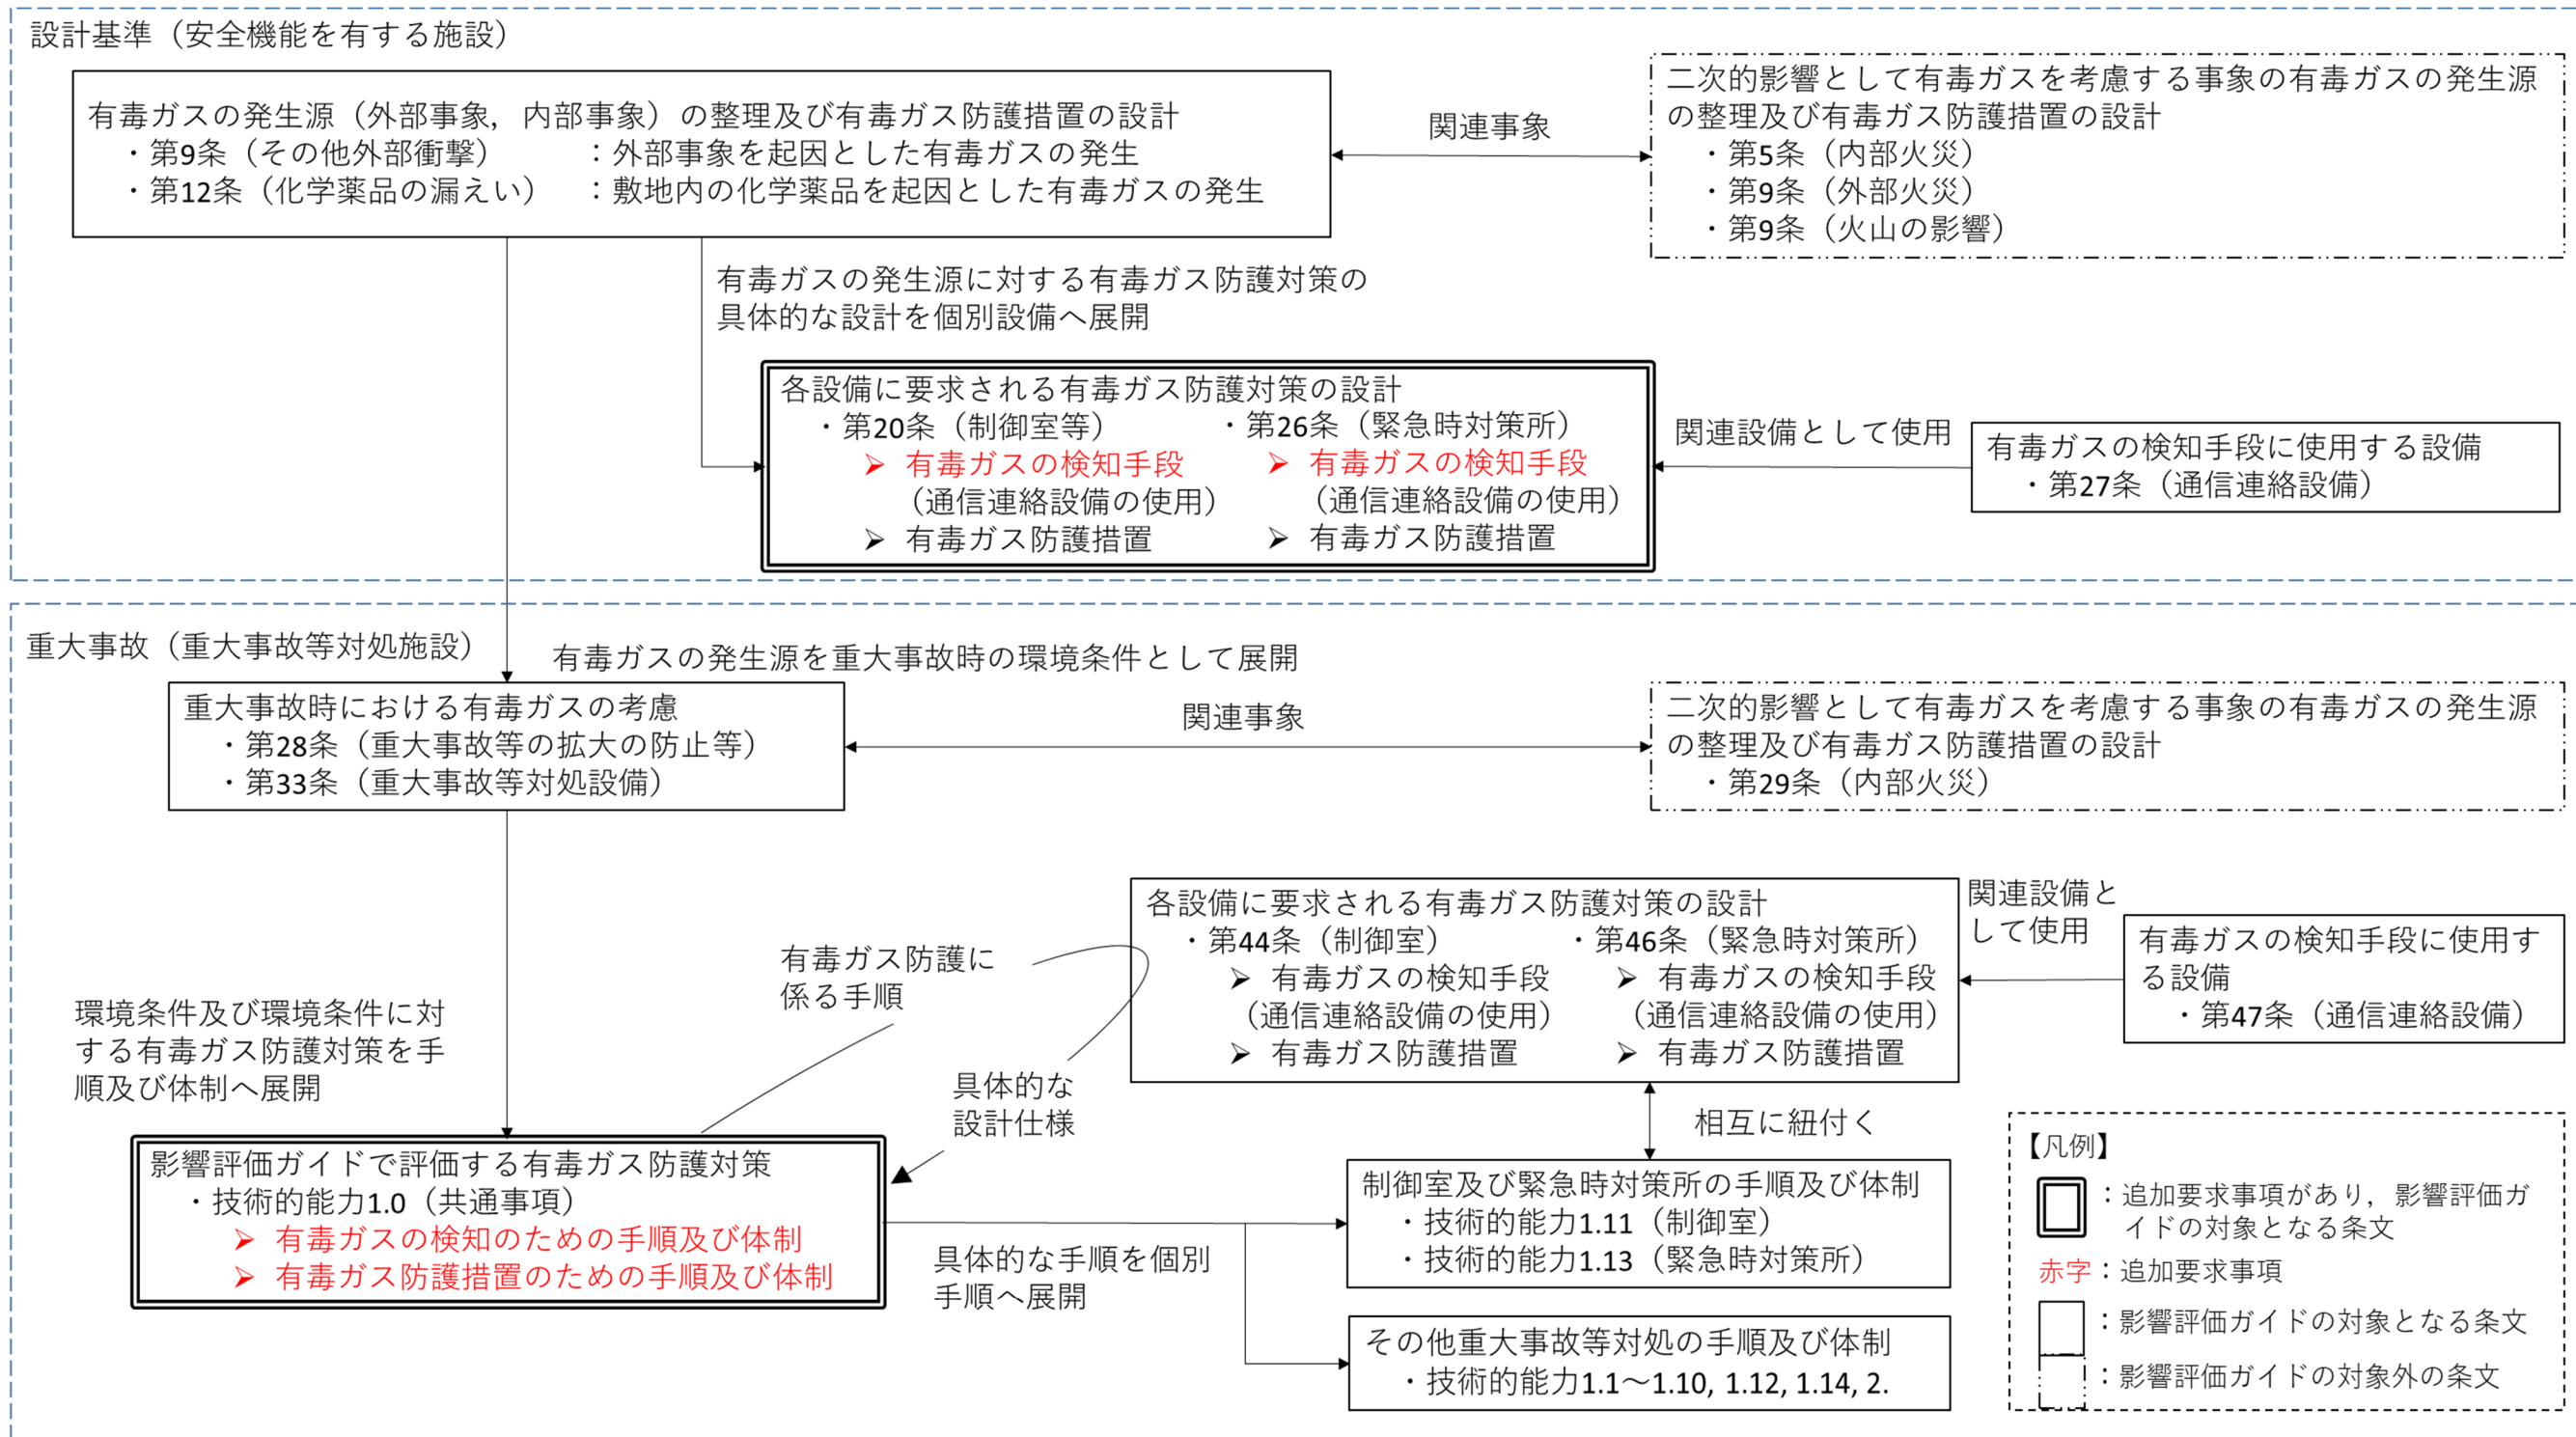 設計基準（安全機能を有する施設）
有毒ガスの発生源（外部事象，内部事象）の整理及び有毒ガス防護措置の設計
・第9条（その他外部衝撃）　　：外部事象を起因とした有毒ガスの発生
・第12条（化学薬品の漏えい）　：敷地内の化学薬品を起因とした有毒ガスの発生
関連事象
二次的影響として有毒ガスを考慮する事象の有毒ガスの発生源
の整理及び有毒ガス防護措置の設計
・第5条（内部火災）
・第9条（外部火災）
・第9条（火山の影響）
有毒ガスの発生源に対する有毒ガス防護対策の
具体的な設計を個別設備へ展開
各設備に要求される有毒ガス防護対策の設計
・第20条（制御室等）
➢ 有毒ガスの検知手段
（通信連絡設備の使用）
➢ 有毒ガス防護措置
・第26条（緊急時対策所）
➢ 有毒ガスの検知手段
（通信連絡設備の使用）
➢ 有毒ガス防護措置
関連設備として使用
有毒ガスの検知手段に使用する設備
・第27条（通信連絡設備）
重大事故（重大事故等対処施設）
有毒ガスの発生源を重大事故時の環境条件として展開
重大事故時における有毒ガスの考慮
・第28条（重大事故等の拡大の防止等）
・第33条（重大事故等対処設備）
関連事象
二次的影響として有毒ガスを考慮する事象の有毒ガスの発生源
の整理及び有毒ガス防護措置の設計
・第29条（内部火災）
各設備に要求される有毒ガス防護対策の設計
・第44条（制御室）
➢ 有毒ガスの検知手段
（通信連絡設備の使用）
➢ 有毒ガス防護措置
・第46条（緊急時対策所）
➢ 有毒ガスの検知手段
（通信連絡設備の使用）
➢ 有毒ガス防護措置
関連設備と
して使用
有毒ガスの検知手段に使用す
る設備
・第47条（通信連絡設備）
有毒ガス防護に
係る手順
環境条件及び環境条件に対
する有毒ガス防護対策を手
順及び体制へ展開
具体的な
設計仕様
相互に紐付く
影響評価ガイドで評価する有毒ガス防護対策
・技術的能力1.0（共通事項）
➢ 有毒ガスの検知のための手順及び体制
➢ 有毒ガス防護措置のための手順及び体制
具体的な手順を個別
手順へ展開
制御室及び緊急時対策所の手順及び体制
・技術的能力1.11（制御室）
・技術的能力1.13（緊急時対策所）
その他重大事故等対処の手順及び体制
・技術的能力1.1～1.10, 1.12, 1.14, 2.
【凡例】
：追加要求事項があり，影響評価ガ
イドの対象となる条文
赤字：追加要求事項
：影響評価ガイドの対象となる条文
：影響評価ガイドの対象外の条文